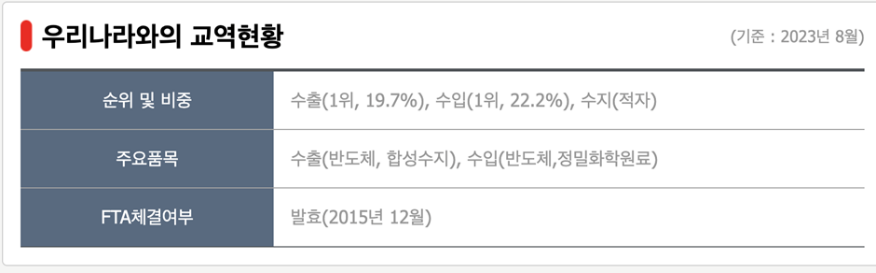 우리나라와의 교역현황
(기준 : 2023년 8월)
순위 및 비중
수출(1위, 19.7%), 수입(1위, 22.2%), 수지(적자)
주요품목
수출(반도체, 합성수지), 수입(반도체,정밀화학원료)
FTA체결여부
발효(2015년 12월)